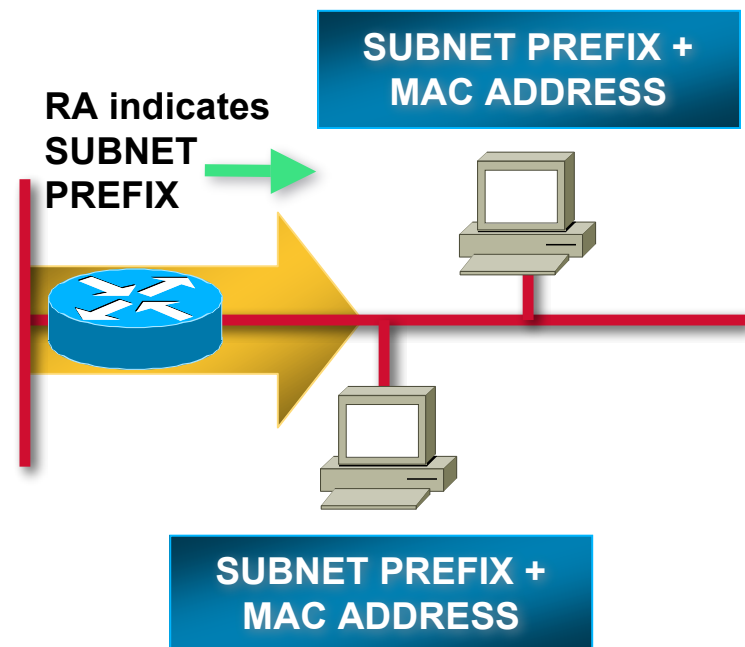 SUBNET PREFIX +
MAC ADDRESS
RA indicates
SUBNET
PREFIX
SUBNET PREFIX +
MAC ADDRESS